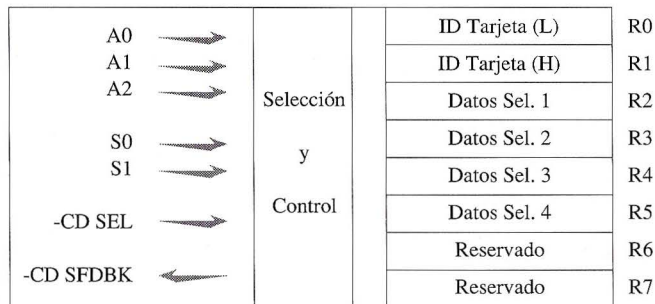 A0
A1
A2
S0
S1
-CD SEL
-CD SFDBK
Selección
y
Control
ID Tarjeta (L) R0
ID Tarjeta (H) R1
Datos Sel. 1 R2
Datos Sel. 2 R3
Datos Sel. 3 R4
Datos Sel. 4 R5
Reservado R6
Reservado R7